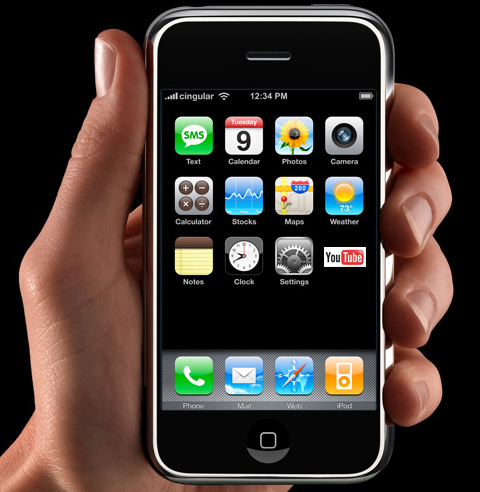 cingular 12:34 PM
SMS Tuesday 9 280 73°
Text Calendar Photos Camera
Calculator Stocks Maps Weather
YouTube
Notes Clock Settings
Phone Mail Web iPod